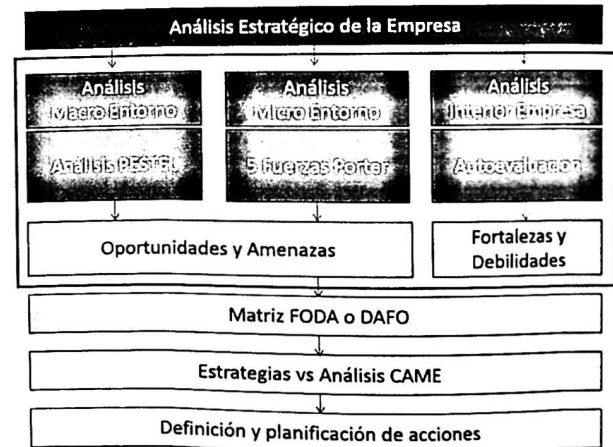 Análisis Estratégico de la Empresa
Análisis
Macro Entorno
Análisis PESTEL
Análisis
Micro Entorno
5 Fuerzas Porter
Análisis
Interior Empresa
Autoevaluacion
Oportunidades y Amenazas
Fortalezas y
Debilidades
Matriz FODA o DAFO
Estrategias vs Análisis CAME
Definición y planificación de acciones